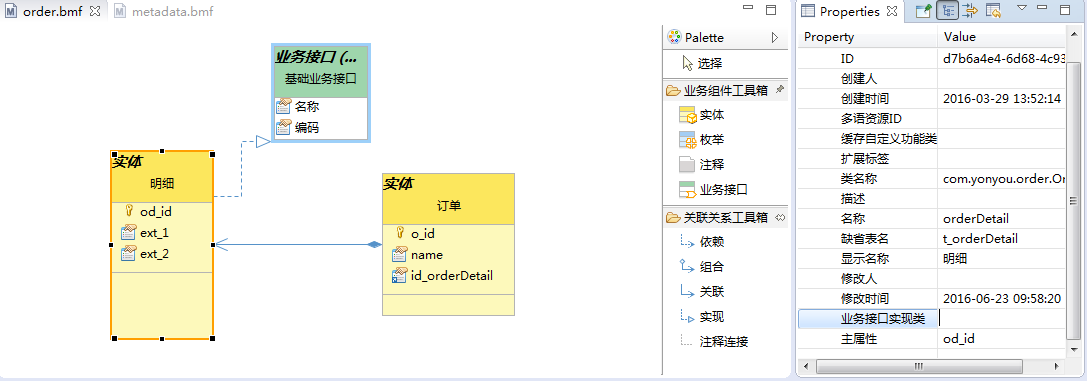 order.bmf
metadata.bmf
业务接口 (...
基础业务接口
名称
编码
实体
明细
od_id
ext_1
ext_2
实体
订单
o_id
name
id_orderDetail
Palette
选择
业务组件工具箱
实体
枚举
注释
业务接口
关联关系工具箱
依赖
组合
关联
实现
注释连接
Properties
Property Value
ID d7b6a4e4-6d68-4c93
创建人
创建时间 2016-03-29 13:52:14
多语资源ID
缓存自定义功能类
扩展标签
类名称 com.yonyou.order.Or
描述
名称 orderDetail
缺省表名 t_orderDetail
显示名称 明细
修改人
修改时间 2016-06-23 09:58:20
业务接口实现类
主属性 od_id